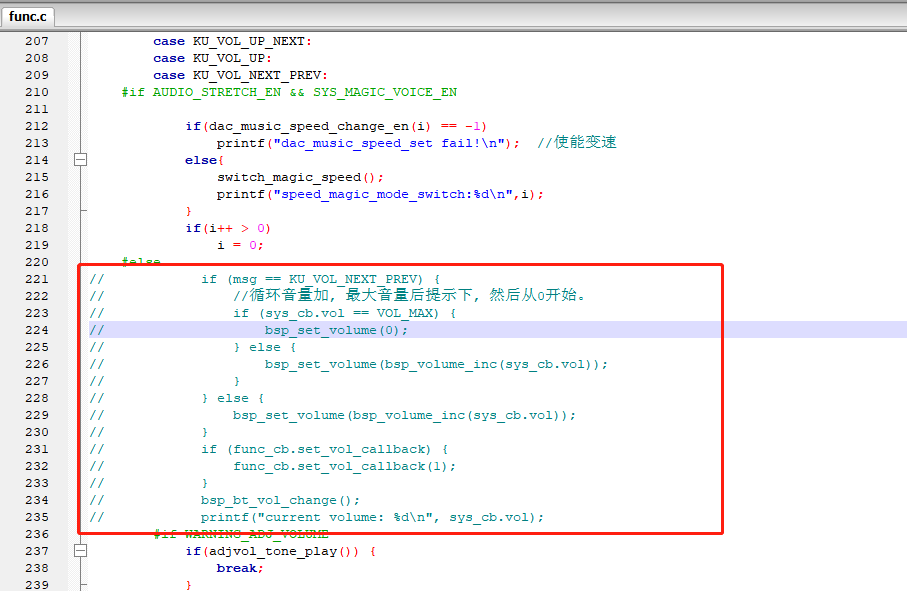 func.c
207 case KU_VOL_UP_NEXT:
208 case KU_VOL_UP:
209 case KU_VOL_NEXT_PREV:
210 #if AUDIO_STRETCH_EN && SYS_MAGIC_VOICE_EN
211
212 if(dac_music_speed_change_en(i) == -1)
213 printf("dac_music_speed_set fail!\n"); //使能变速
214 else{
215 switch_magic_speed();
216 printf("speed_magic_mode_switch:%d\n",i);
217 }
218 if(i++ > 0)
219 i = 0;
220 #else
221 // if (msg == KU_VOL_NEXT_PREV) {
222 // //循环音量加, 最大音量后提示下, 然后从0开始。
223 // if (sys_cb.vol == VOL_MAX) {
224 // bsp_set_volume(0);
225 // } else {
226 // bsp_set_volume(bsp_volume_inc(sys_cb.vol));
227 // }
228 // } else {
229 // bsp_set_volume(bsp_volume_inc(sys_cb.vol));
230 // }
231 // if (func_cb.set_vol_callback) {
232 // func_cb.set_vol_callback(1);
233 // }
234 // bsp_bt_vol_change();
235 // printf("current volume: %d\n", sys_cb.vol);
236 #if WARNING_ADJ_VOLUME
237 if(adjvol_tone_play()) {
238 break;
239 }